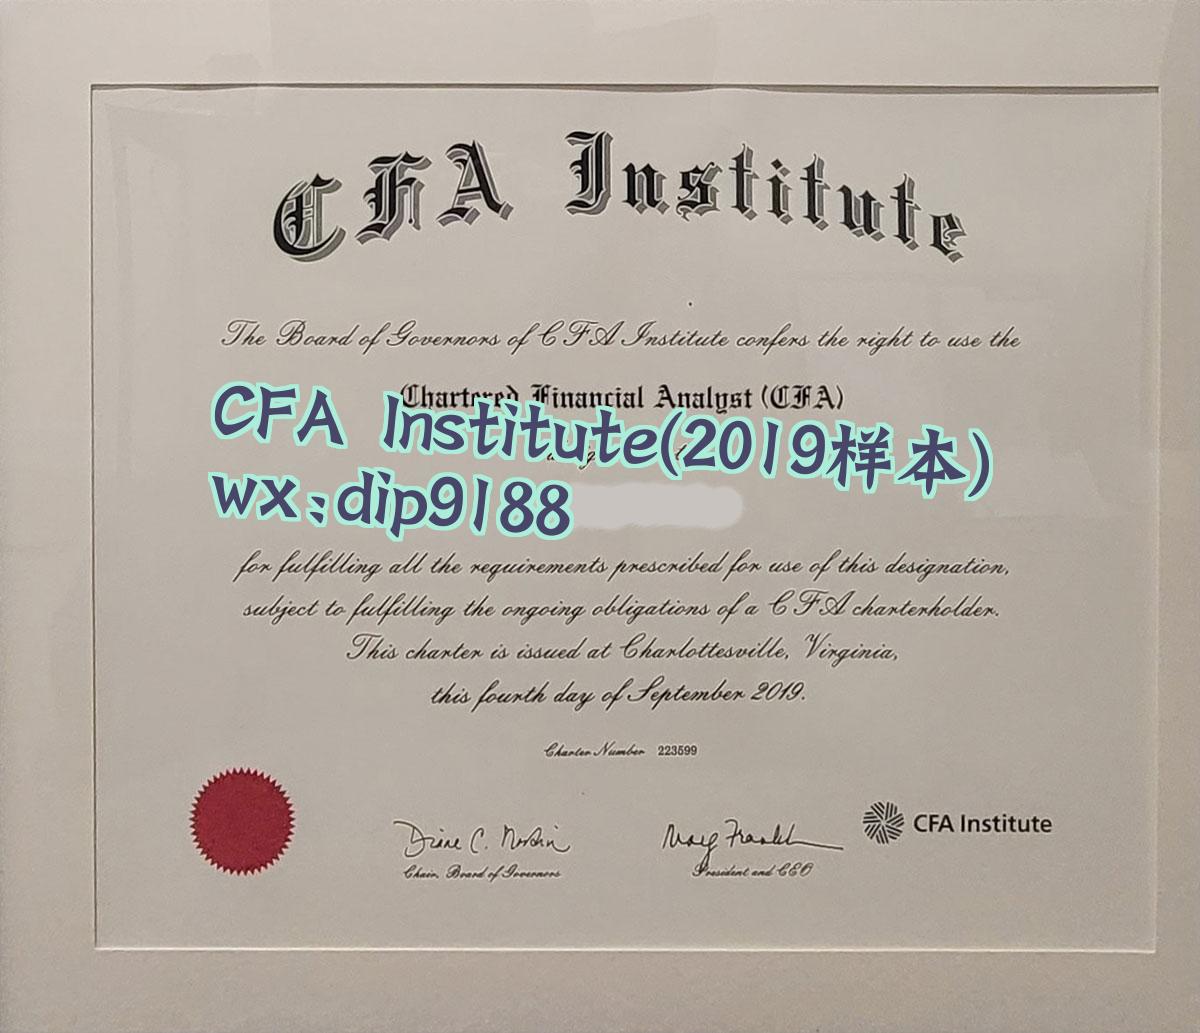 CFA Institute
The Board of Governors of CFA Institute confers the right to use the
Chartered Financial Analyst (CFA)
CFA Institute(2019样本)
wx:dip9188
for fulfilling all the requirements prescribed for use of this designation,
subject to fulfilling the ongoing obligations of a CFA charterholder.
This charter is issued at Charlottesville, Virginia,
this fourth day of September 2019.
Charter Number 223599
Chair, Board of Governors
President and CEO
CFA Institute